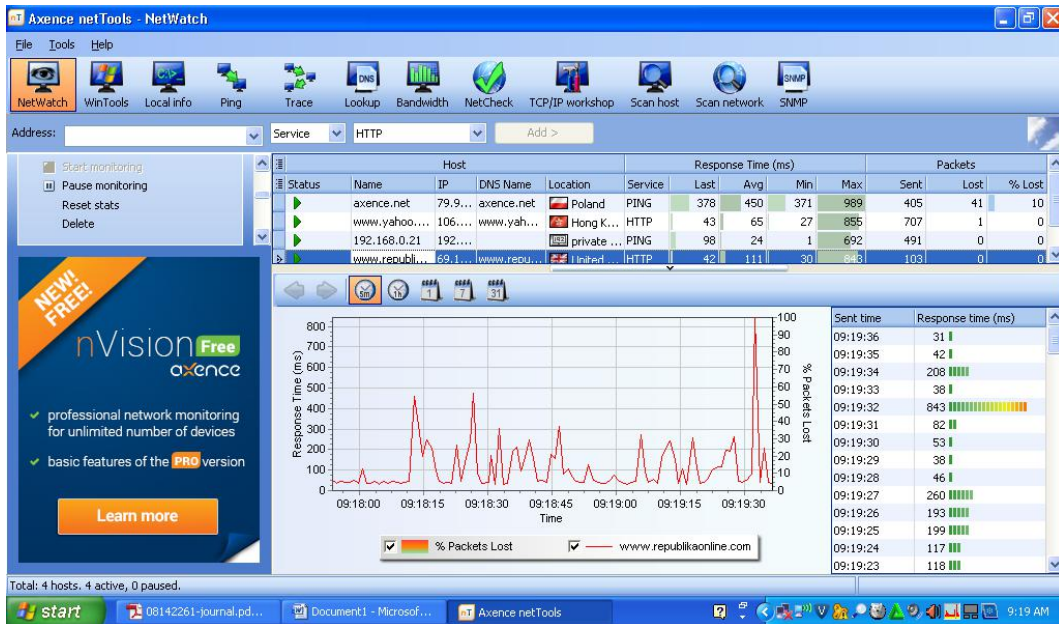 nT Axence netTools - NetWatch
File Tools Help
NetWatch WinTools Local info Ping Trace Lookup Bandwidth NetCheck TCP/IP workshop Scan host Scan network SNMP
Address: Service HTTP Add >
Start monitoring
Pause monitoring
Reset stats
Delete
Host Response Time (ms) Packets
Status Name IP DNS Name Location Service Last Avg Min Max Sent Lost % Lost
axence.net 79.9... axence.net Poland PING 378 450 371 989 405 41 10
www.yahoo.... 106.... www.yah... Hong K... HTTP 43 65 27 855 707 1 0
192.168.0.21 192.... private ... PING 98 24 1 692 491 0 0
www.republi... 69.1... www.repu... United ... HTTP 42 111 30 843 103 0 0
NEW!
FREE!
nVision Free
axence
professional network monitoring
for unlimited number of devices
basic features of the PRO version
Learn more
5m 1h 1 7 31
Response Time (ms)
800
700
600
500
400
300
200
100
0
100
90
80
70
60
50
40
30
20
10
0
% Packets Lost
09:18:00 09:18:15 09:18:30 09:18:45 09:19:00 09:19:15 09:19:30
Time
% Packets Lost www.republikaonline.com
Sent time Response time (ms)
09:19:36 31
09:19:35 42
09:19:34 208
09:19:33 38
09:19:32 843
09:19:31 82
09:19:30 53
09:19:29 38
09:19:28 46
09:19:27 260
09:19:26 193
09:19:25 199
09:19:24 117
09:19:23 118
Total: 4 hosts. 4 active, 0 paused.
start 08142261-journal.pd... Document1 - Microsof... nT Axence netTools 9:19 AM